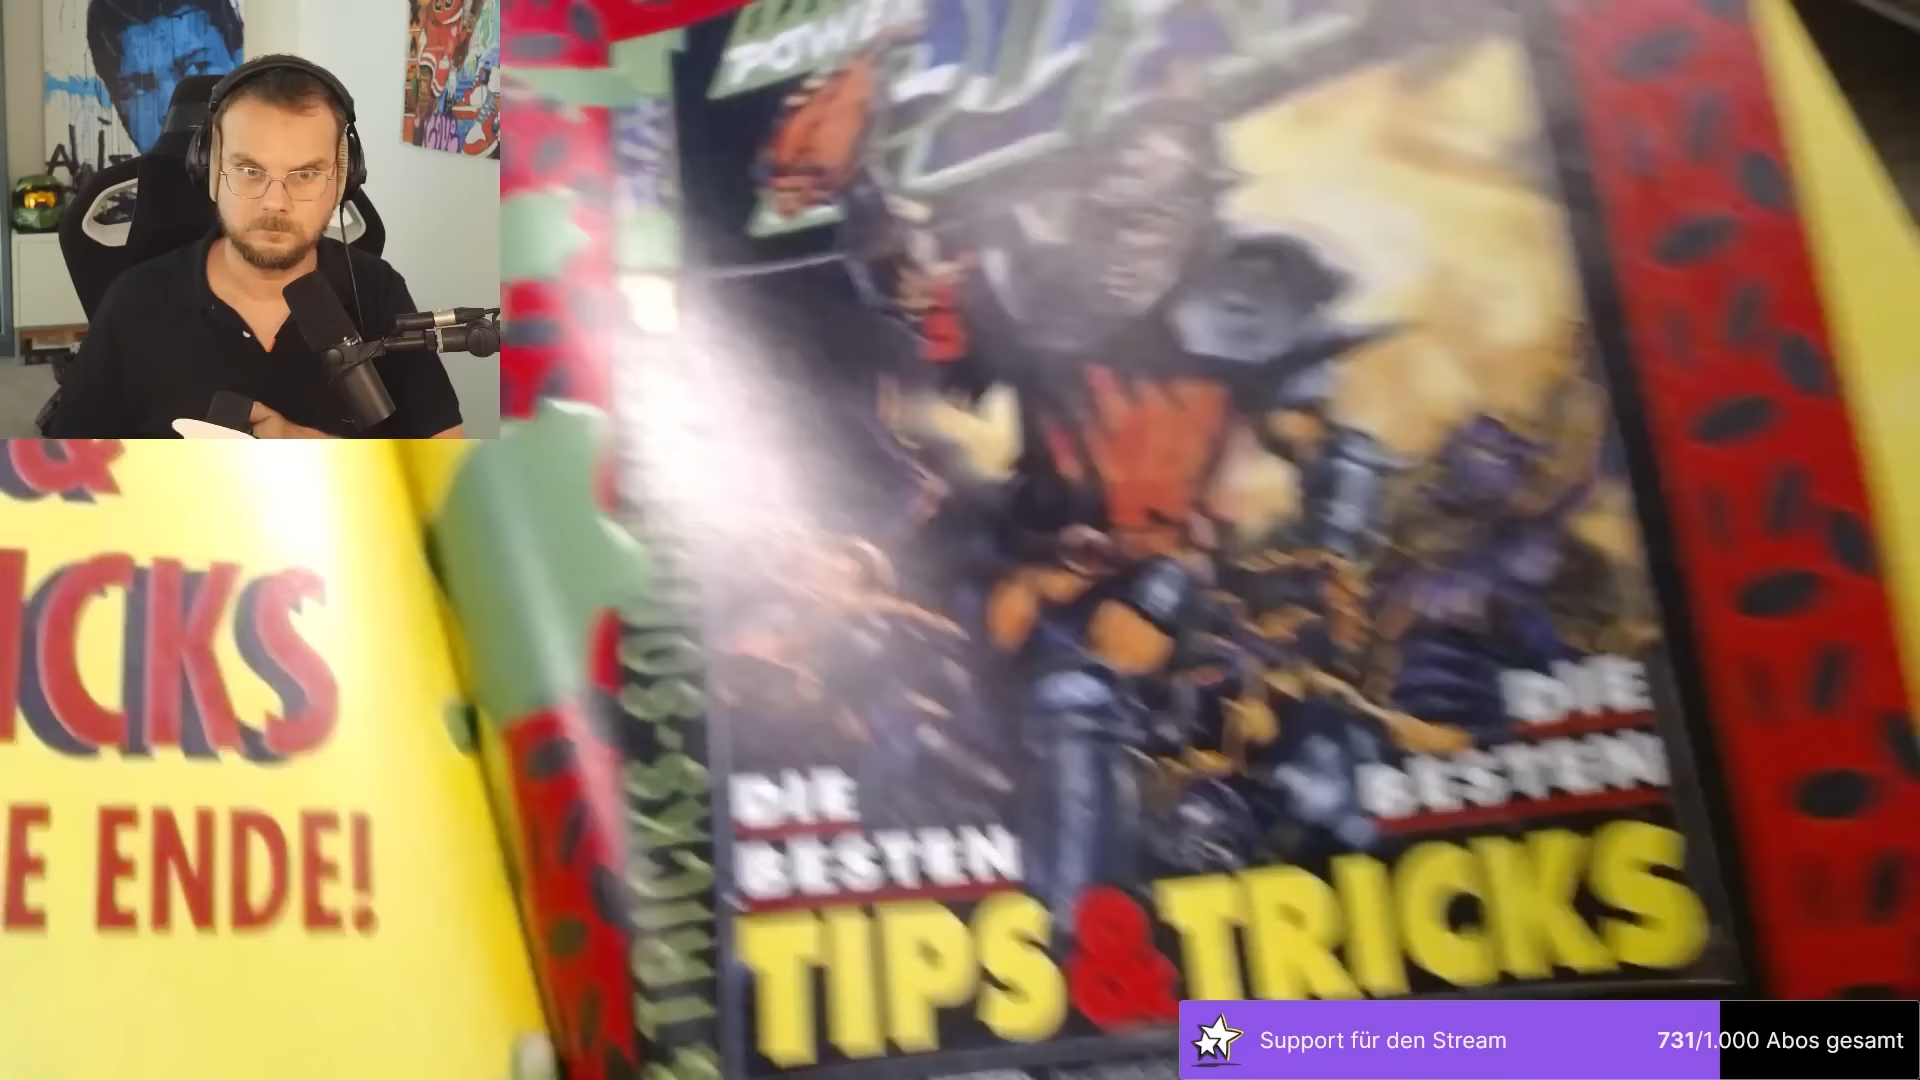 POWER
&
ICKS
E ENDE!
TRICKS-SO
DIE
BESTEN
DIE
BESTEN
TIPS & TRICKS
Support für den Stream
731/1.000 Abos gesamt